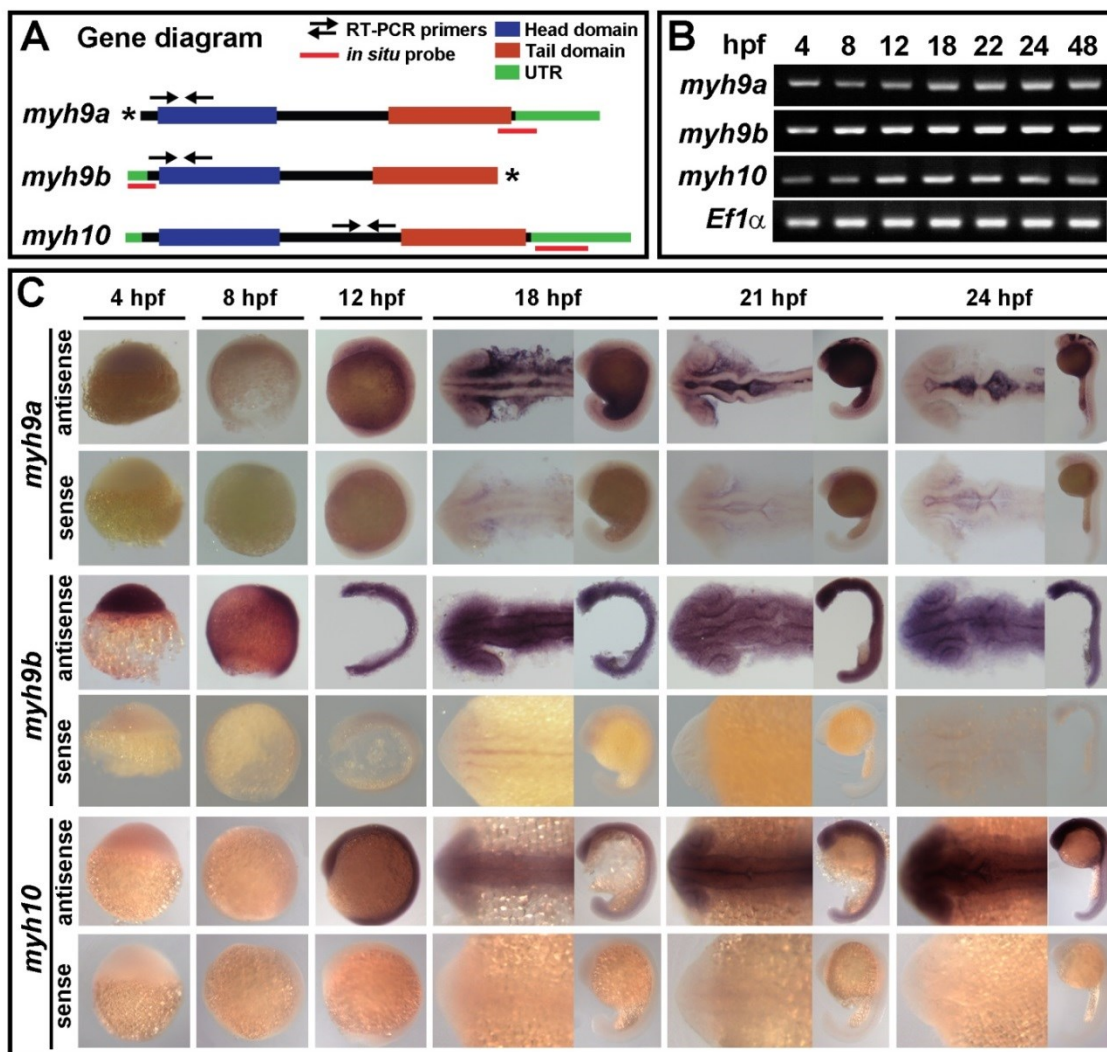 A Gene diagram
RT-PCR primers
in situ probe
Head domain
Tail domain
UTR
* myh9a
myh9b *
myh10
B hpf 4 8 12 18 22 24 48
myh9a
myh9b
myh10
Ef1α
C 4 hpf 8 hpf 12 hpf 18 hpf 21 hpf 24 hpf
myh9a
antisense
sense
myh9b
antisense
sense
myh10
antisense
sense